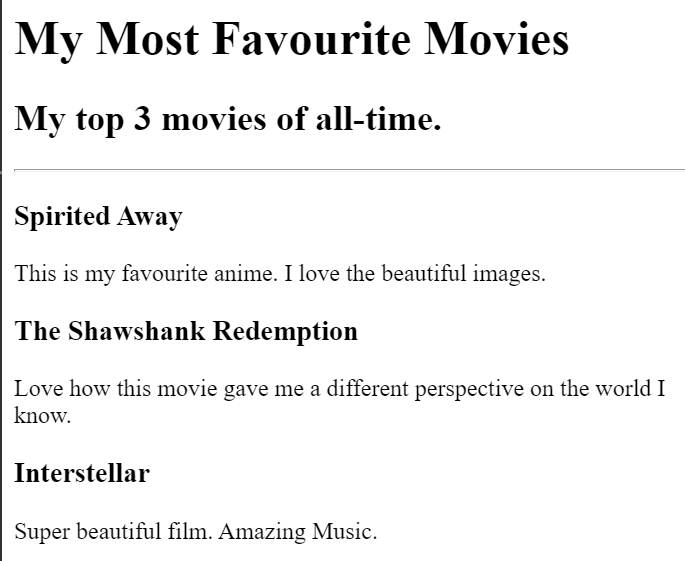 My Most Favourite Movies
My top 3 movies of all-time.
Spirited Away
This is my favourite anime. I love the beautiful images.
The Shawshank Redemption
Love how this movie gave me a different perspective on the world I
know.
Interstellar
Super beautiful film. Amazing Music.